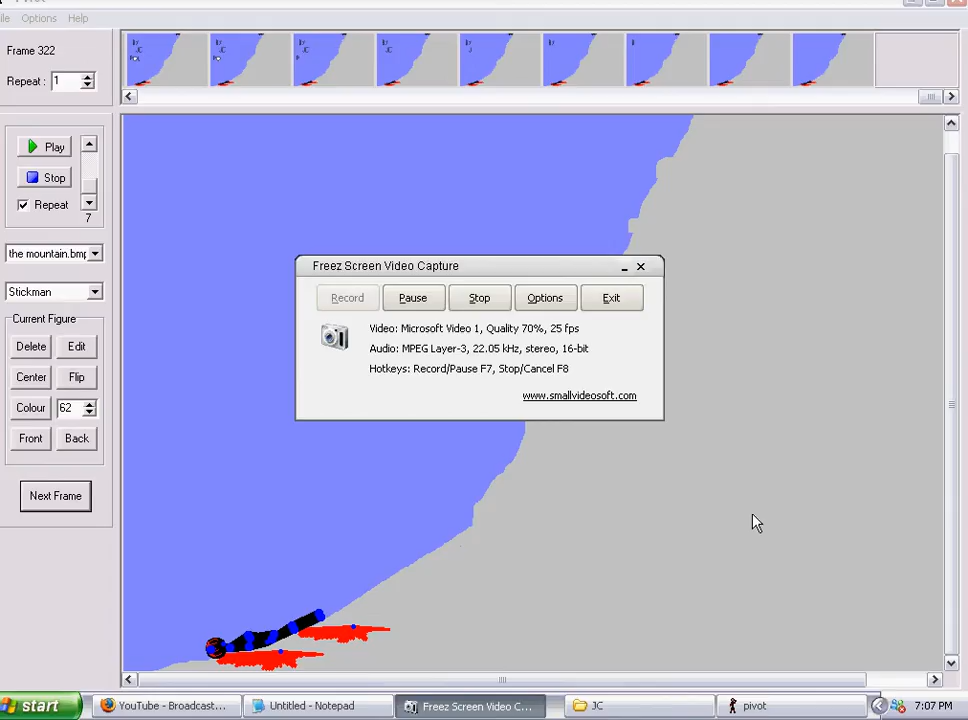 Options Help
Frame 322
Repeat : 1
Play
Stop
Repeat
7
the mountain.bmp
Stickman
Current Figure
Delete Edit
Center Flip
Colour 62
Front Back
Next Frame
Freez Screen Video Capture
Record Pause Stop Options Exit
Video: Microsoft Video 1, Quality 70%, 25 fps
Audio: MPEG Layer-3, 22.05 kHz, stereo, 16-bit
Hotkeys: Record/Pause F7, Stop/Cancel F8
www.smallvideosoft.com
start YouTube - Broadcast... Untitled - Notepad Freez Screen Video C... JC pivot 7:07 PM